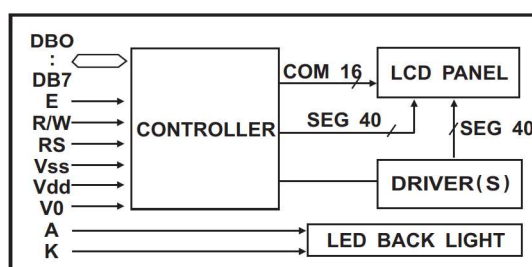 DBO
:
DB7
E
R/W
RS
Vss
Vdd
V0
A
K
CONTROLLER
COM 16
SEG 40
LCD PANEL
SEG 40
DRIVER(S)
LED BACK LIGHT